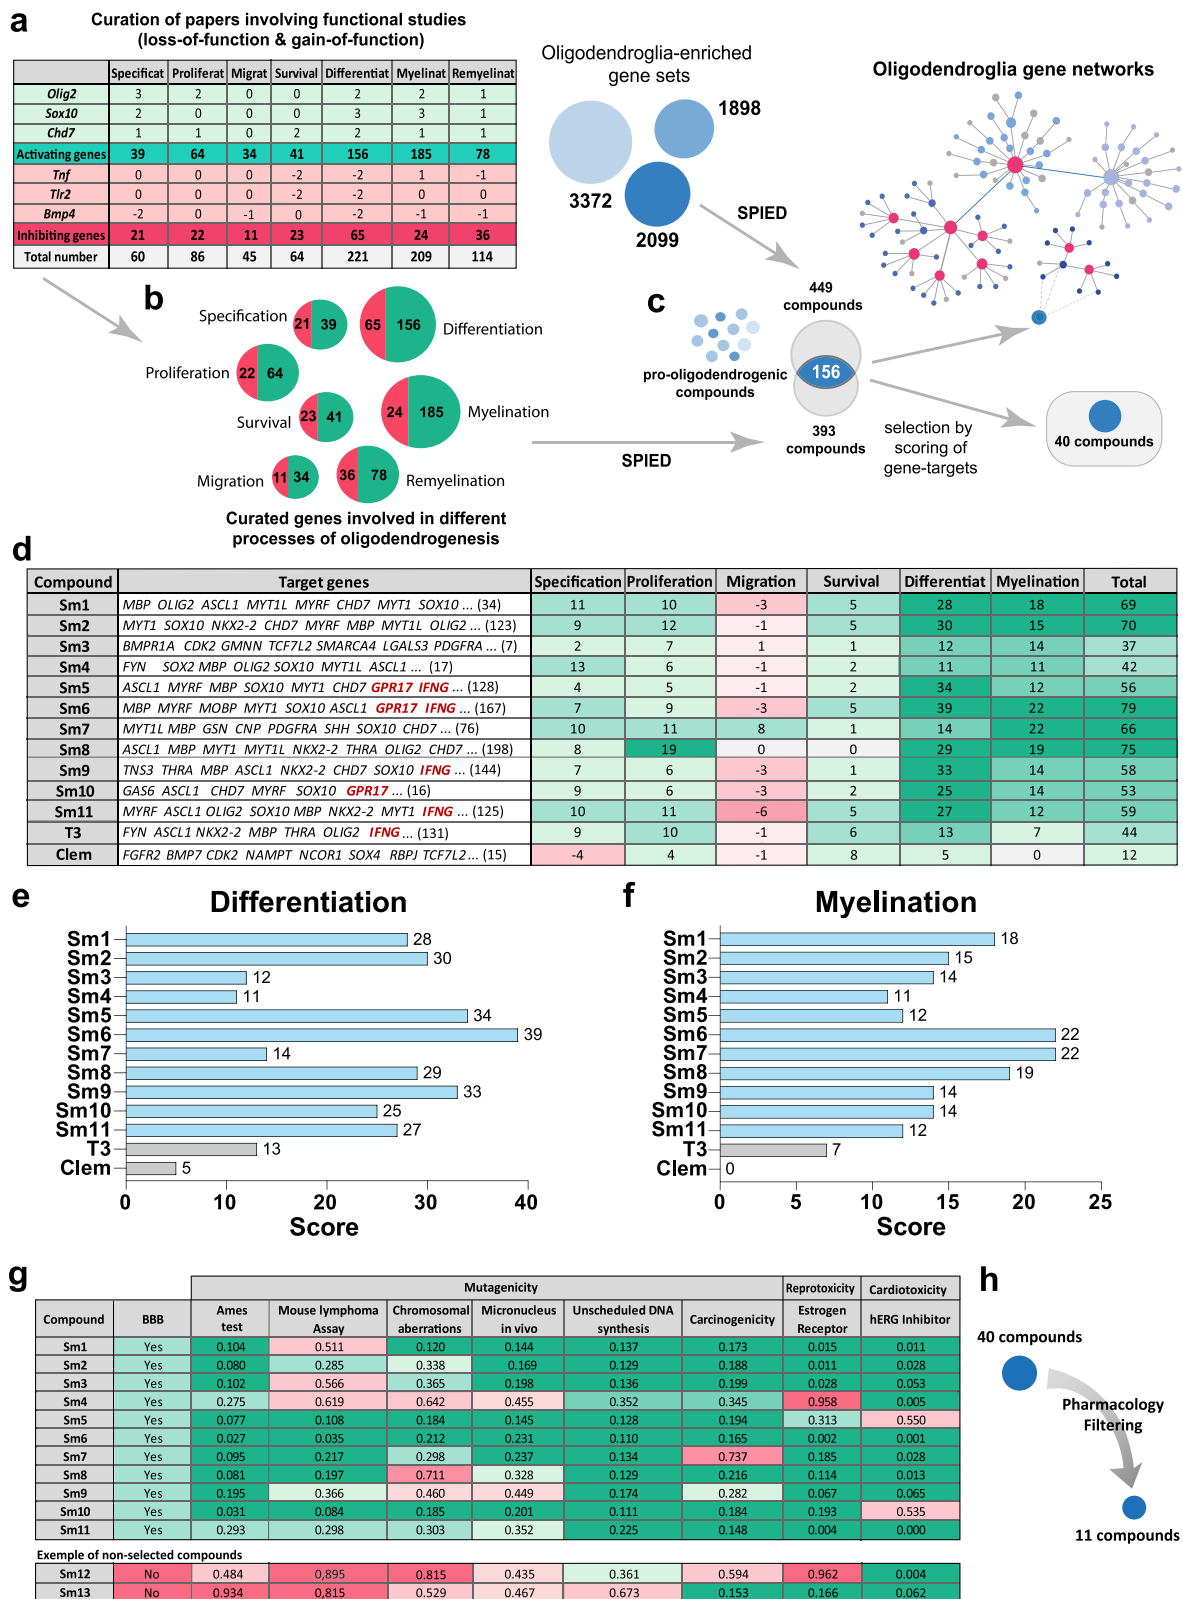 a
Curation of papers involving functional studies
(loss-of-function & gain-of-function)
Specificat Proliferat Migrat Survival Differentiat Myelinat Remyelinat
Olig2 3 2 0 0 2 2 1
Sox10 2 0 0 0 3 3 1
Chd7 1 1 0 2 2 1 1
Activating genes 39 64 34 41 156 185 78
Tnf 0 0 0 -2 -2 1 -1
Tlr2 0 0 0 -2 -2 0 0
Bmp4 -2 0 -1 0 -2 -1 -1
Inhibiting genes 21 22 11 23 65 24 36
Total number 60 86 45 64 221 209 114
Oligodendroglia-enriched
gene sets
1898
3372
2099
SPIED
Oligodendroglia gene networks
b
Specification 21 39
65 156 Differentiation
Proliferation 22 64
Survival 23 41
24 185 Myelination
Migration 11 34
36 78 Remyelination
Curated genes involved in different
processes of oligodendrogenesis
SPIED
c
pro-oligodendrogenic
compounds
449
compounds
156
393
compounds
selection by
scoring of
gene-targets
40 compounds
d
Compound Target genes Specification Proliferation Migration Survival Differentiat Myelination Total
Sm1 MBP OLIG2 ASCL1 MYT1L MYRF CHD7 MYT1 SOX10 ... (34) 11 10 -3 5 28 18 69
Sm2 MYT1 SOX10 NKX2-2 CHD7 MYRF MBP MYT1L OLIG2 ... (123) 9 12 -1 5 30 15 70
Sm3 BMPR1A CDK2 GMNN TCF7L2 SMARCA4 LGALS3 PDGFRA ... (7) 2 7 1 1 12 14 37
Sm4 FYN SOX2 MBP OLIG2 SOX10 MYT1L ASCL1 ... (17) 13 6 -1 2 11 11 42
Sm5 ASCL1 MYRF MBP SOX10 MYT1 CHD7 GPR17 IFNG ... (128) 4 5 -1 2 34 12 56
Sm6 MBP MYRF MOBP MYT1 SOX10 ASCL1 GPR17 IFNG ... (167) 7 9 -3 5 39 22 79
Sm7 MYT1L MBP GSN CNP PDGFRA SHH SOX10 CHD7 ... (76) 10 11 8 1 14 22 66
Sm8 ASCL1 MBP MYT1 MYT1L NKX2-2 THRA OLIG2 CHD7 ... (198) 8 19 0 0 29 19 75
Sm9 TNS3 THRA MBP ASCL1 NKX2-2 CHD7 SOX10 IFNG ... (144) 7 6 -3 1 33 14 58
Sm10 GAS6 ASCL1 CHD7 MYRF SOX10 GPR17 ... (16) 9 6 -3 2 25 14 53
Sm11 MYRF ASCL1 OLIG2 SOX10 MBP NKX2-2 MYT1 IFNG ... (125) 10 11 -6 5 27 12 59
T3 FYN ASCL1 NKX2-2 MBP THRA OLIG2 IFNG ... (131) 9 10 -1 6 13 7 44
Clem FGFR2 BMP7 CDK2 NAMPT NCOR1 SOX4 RBPJ TCF7L2... (15) -4 4 -1 8 5 0 12
e
Differentiation
Sm1 28
Sm2 30
Sm3 12
Sm4 11
Sm5 34
Sm6 39
Sm7 14
Sm8 29
Sm9 33
Sm10 25
Sm11 27
T3 13
Clem 5
0 10 20 30 40
Score
f
Myelination
Sm1 18
Sm2 15
Sm3 14
Sm4 11
Sm5 12
Sm6 22
Sm7 22
Sm8 19
Sm9 14
Sm10 14
Sm11 12
T3 7
Clem 0
0 5 10 15 20 25
Score
g
Mutagenicity Reprotoxicity Cardiotoxicity
Compound BBB Ames test Mouse lymphoma Assay Chromosomal aberrations Micronucleus in vivo Unscheduled DNA synthesis Carcinogenicity Estrogen Receptor hERG Inhibitor
Sm1 Yes 0.104 0.511 0.120 0.144 0.137 0.173 0.015 0.011
Sm2 Yes 0.080 0.285 0.338 0.169 0.129 0.188 0.011 0.028
Sm3 Yes 0.102 0.566 0.365 0.198 0.136 0.199 0.028 0.053
Sm4 Yes 0.275 0.619 0.642 0.455 0.352 0.345 0.958 0.005
Sm5 Yes 0.077 0.108 0.184 0.145 0.128 0.194 0.313 0.550
Sm6 Yes 0.027 0.035 0.212 0.231 0.110 0.165 0.002 0.001
Sm7 Yes 0.095 0.217 0.298 0.237 0.134 0.737 0.185 0.028
Sm8 Yes 0.081 0.197 0.711 0.328 0.129 0.216 0.114 0.013
Sm9 Yes 0.195 0.366 0.460 0.449 0.174 0.282 0.067 0.065
Sm10 Yes 0.031 0.084 0.185 0.201 0.111 0.184 0.193 0.535
Sm11 Yes 0.293 0.298 0.303 0.352 0.225 0.148 0.004 0.000
Exemple of non-selected compounds
Sm12 No 0.484 0,895 0.815 0.435 0.361 0.594 0.962 0.004
Sm13 No 0.934 0,815 0.529 0.467 0.673 0.153 0.166 0.062
h
40 compounds
Pharmacology
Filtering
11 compounds